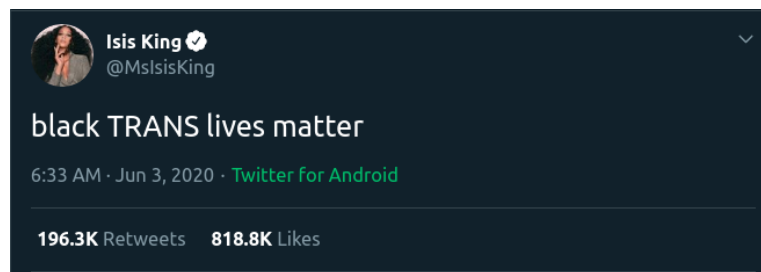 Isis King
@MsIsisKing
black TRANS lives matter
6:33 AM · Jun 3, 2020 · Twitter for Android
196.3K Retweets 818.8K Likes